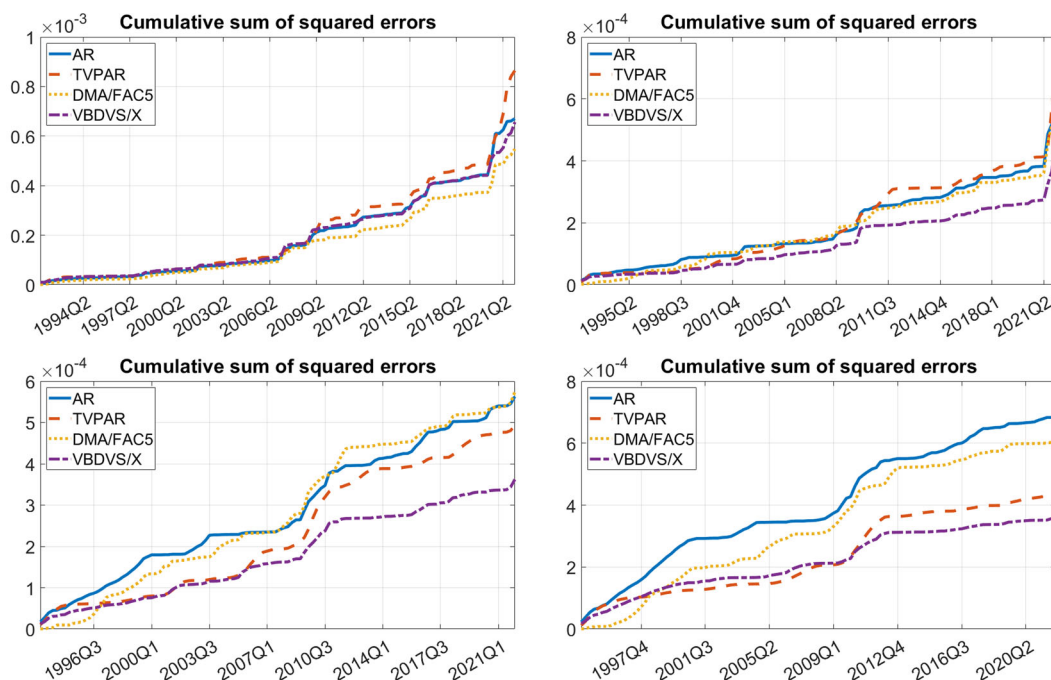 Cumulative sum of squared errors
×10-3
1
0.8
0.6
0.4
0.2
0
AR
TVPAR
DMA/FAC5
VBDVS/X
1994Q2
1997Q2
2000Q2
2003Q2
2006Q2
2009Q2
2012Q2
2015Q2
2018Q2
2021Q2
Cumulative sum of squared errors
×10-4
8
6
4
2
0
AR
TVPAR
DMA/FAC5
VBDVS/X
1995Q2
1998Q3
2001Q4
2005Q1
2008Q2
2011Q3
2014Q4
2018Q1
2021Q2
Cumulative sum of squared errors
×10-4
6
5
4
3
2
1
0
AR
TVPAR
DMA/FAC5
VBDVS/X
1996Q3
2000Q1
2003Q3
2007Q1
2010Q3
2014Q1
2017Q3
2021Q1
Cumulative sum of squared errors
×10-4
8
6
4
2
0
AR
TVPAR
DMA/FAC5
VBDVS/X
1997Q4
2001Q3
2005Q2
2009Q1
2012Q4
2016Q3
2020Q2